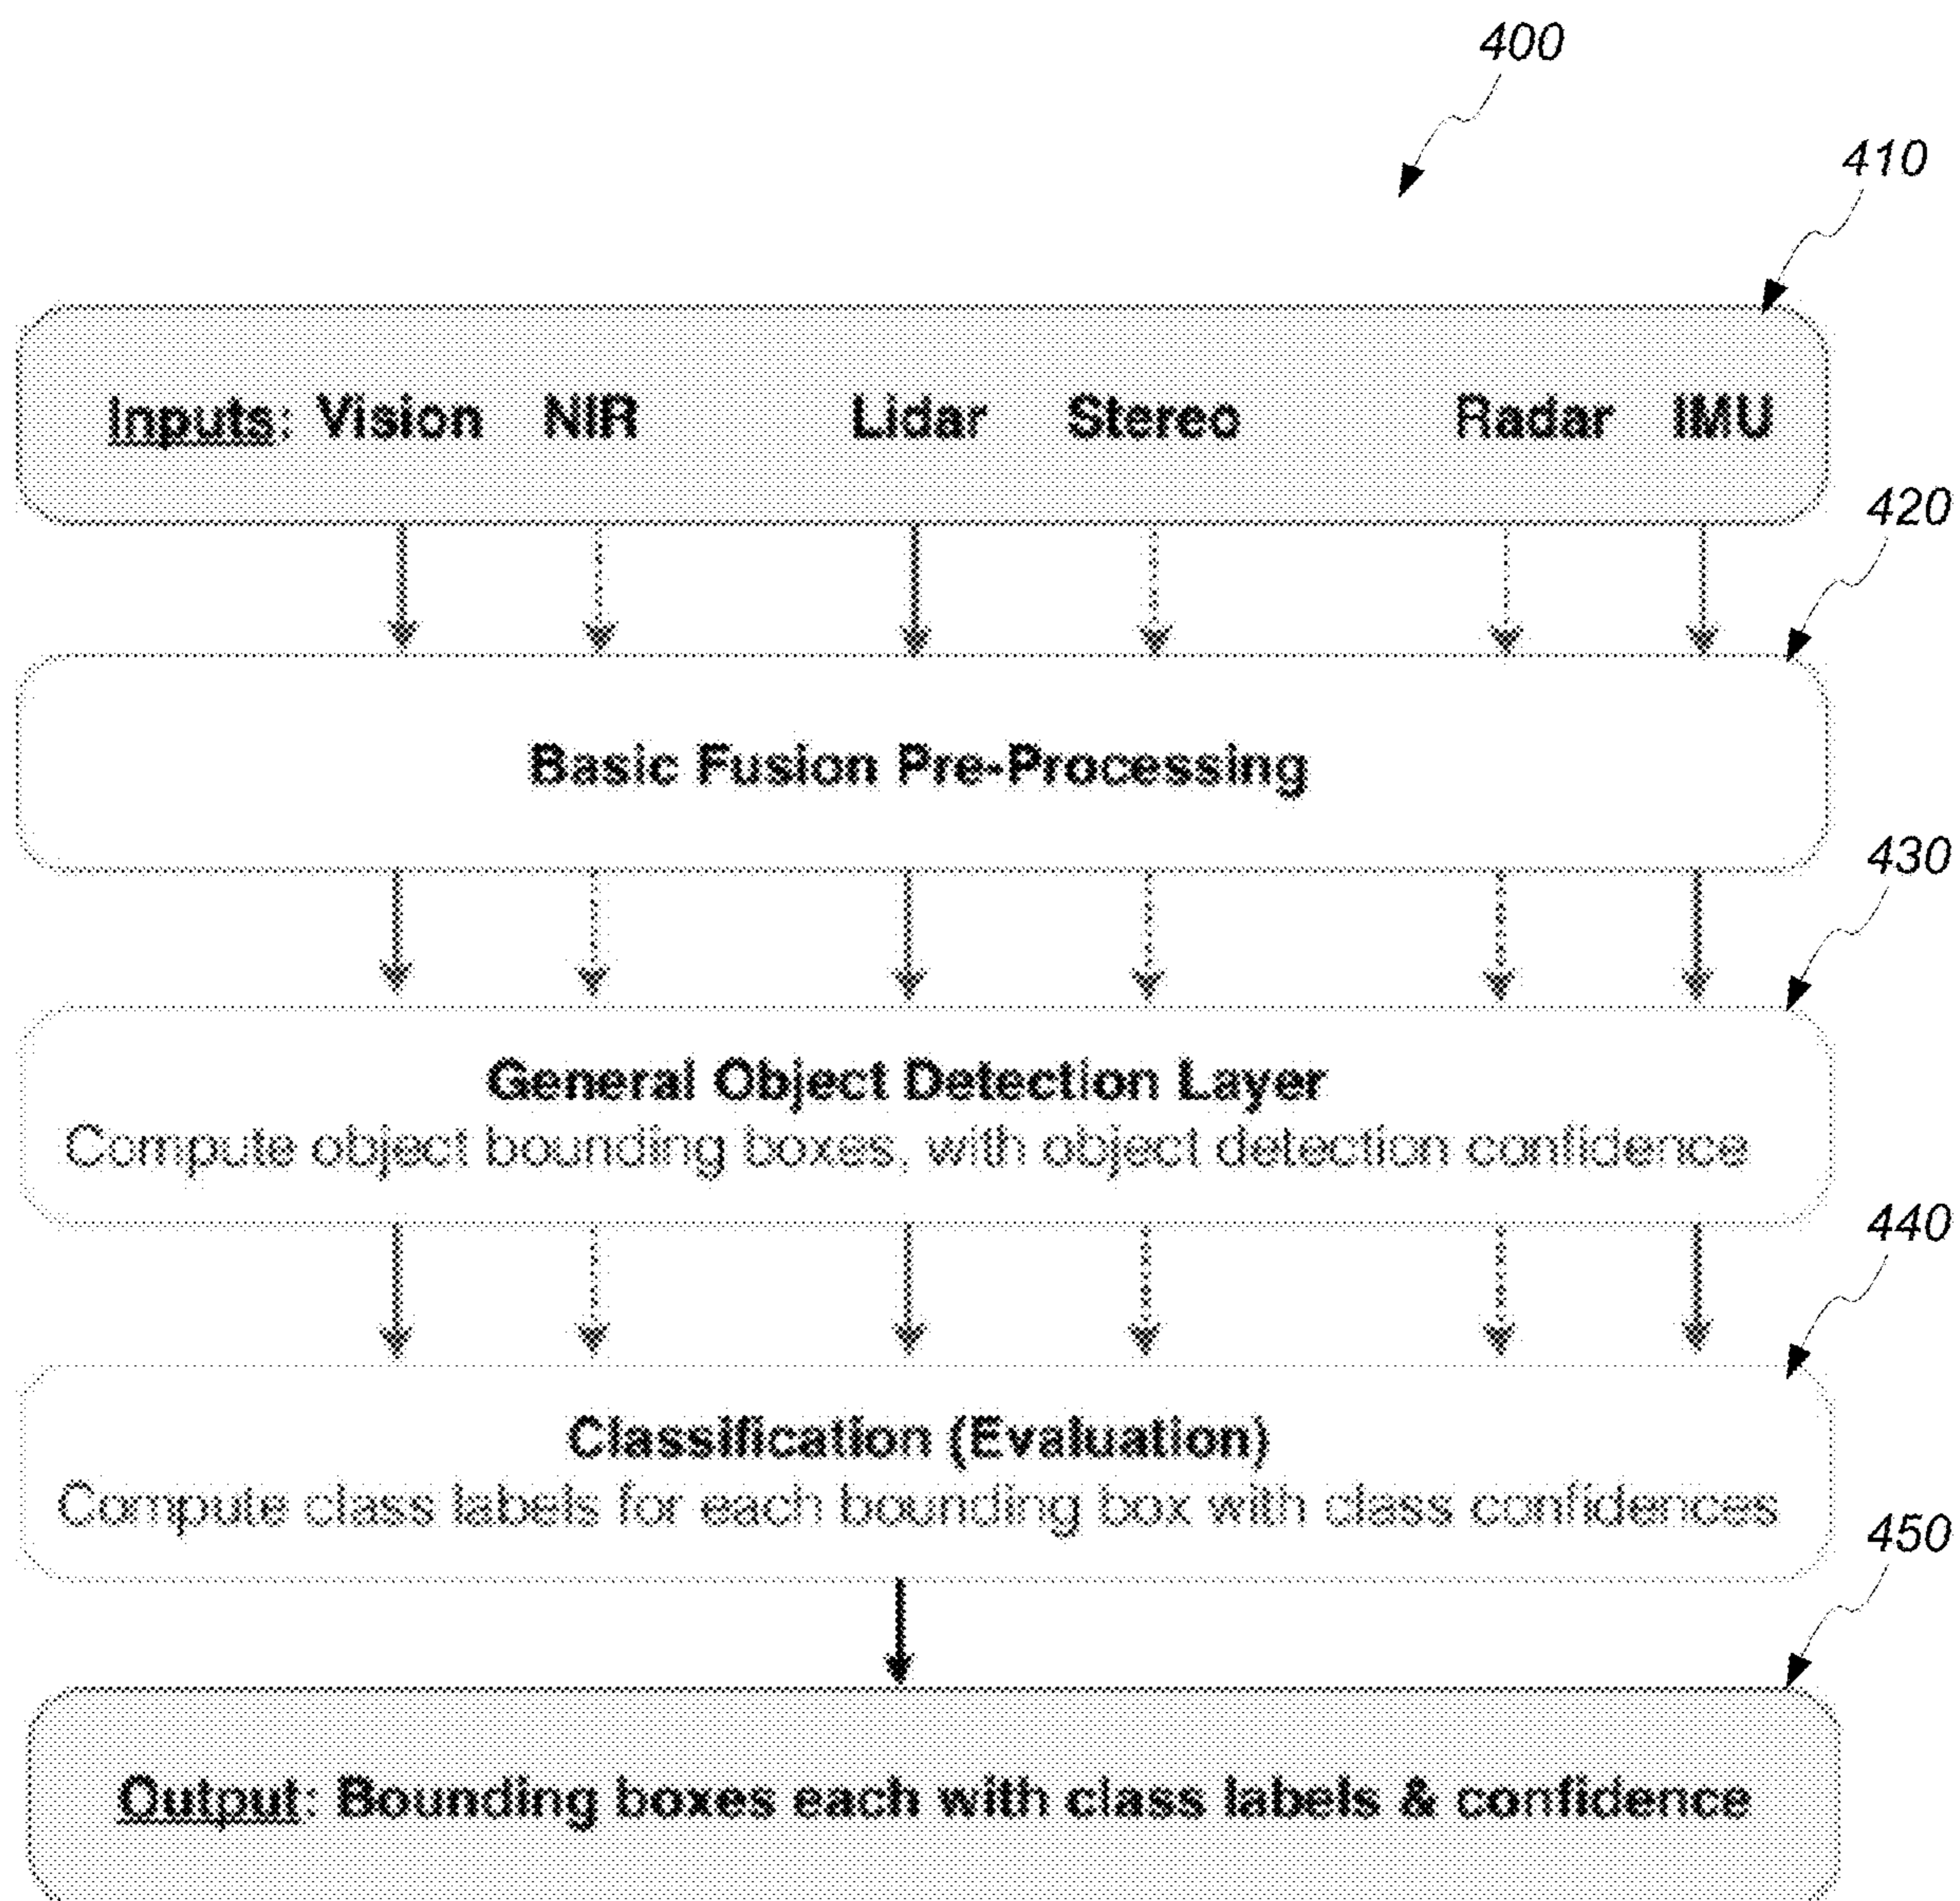 400
410
Inputs: Vision NIR Lidar Stereo Radar IMU
420
Basic Fusion Pre-Processing
430
General Object Detection Layer
Compute object bounding boxes, with object detection confidence
440
Classification (Evaluation)
Compute class labels for each bounding box with class confidences
450
Output: Bounding boxes each with class labels & confidence